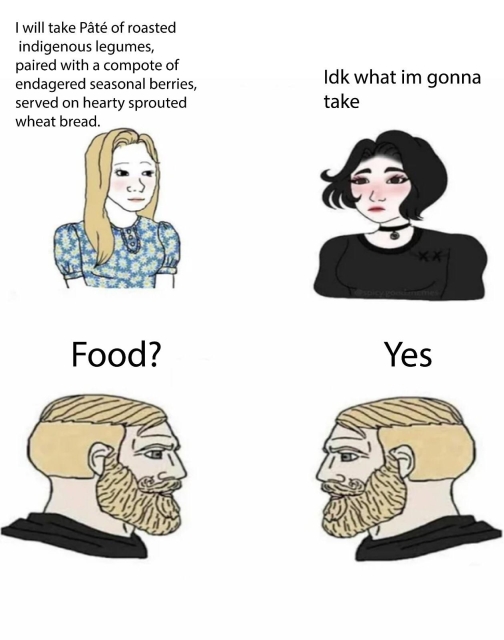 I will take Pâté of roasted
indigenous legumes,
paired with a compote of
endagered seasonal berries,
served on hearty sprouted
wheat bread.
Idk what im gonna
take
Food?
Yes